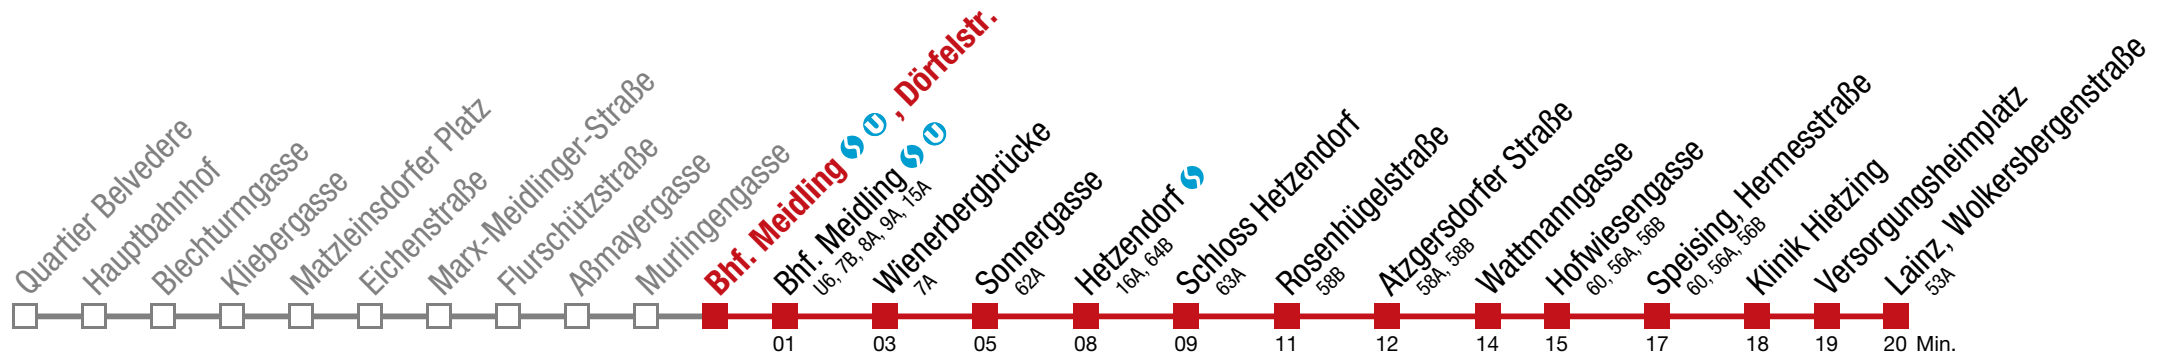 Quartier Belvedere
Hauptbahnhof
Blechturmgasse
Kliebergasse
Matzleinsdorfer Platz
Eichenstraße
Marx-Meidlinger-Straße
Flurschützstraße
Aßmayergasse
Murlingengasse
Bhf. Meidling S U , Dörfelstr.
Bhf. Meidling S U
U6, 7B, 8A, 9A, 15A
Wienerbergbrücke
7A
Sonnergasse
62A
Hetzendorf S
16A, 64B
Schloss Hetzendorf
63A
Rosenhügelstraße
58B
Atzgersdorfer Straße
58A, 58B
Wattmanngasse
Hofwiesengasse
60, 56A, 56B
Speising, Hermesstraße
60, 56A, 56B
Klinik Hietzing
Versorgungsheimplatz
Lainz, Wolkersbergenstraße
53A
01 03 05 08 09 11 12 14 15 17 18 19 20 Min.